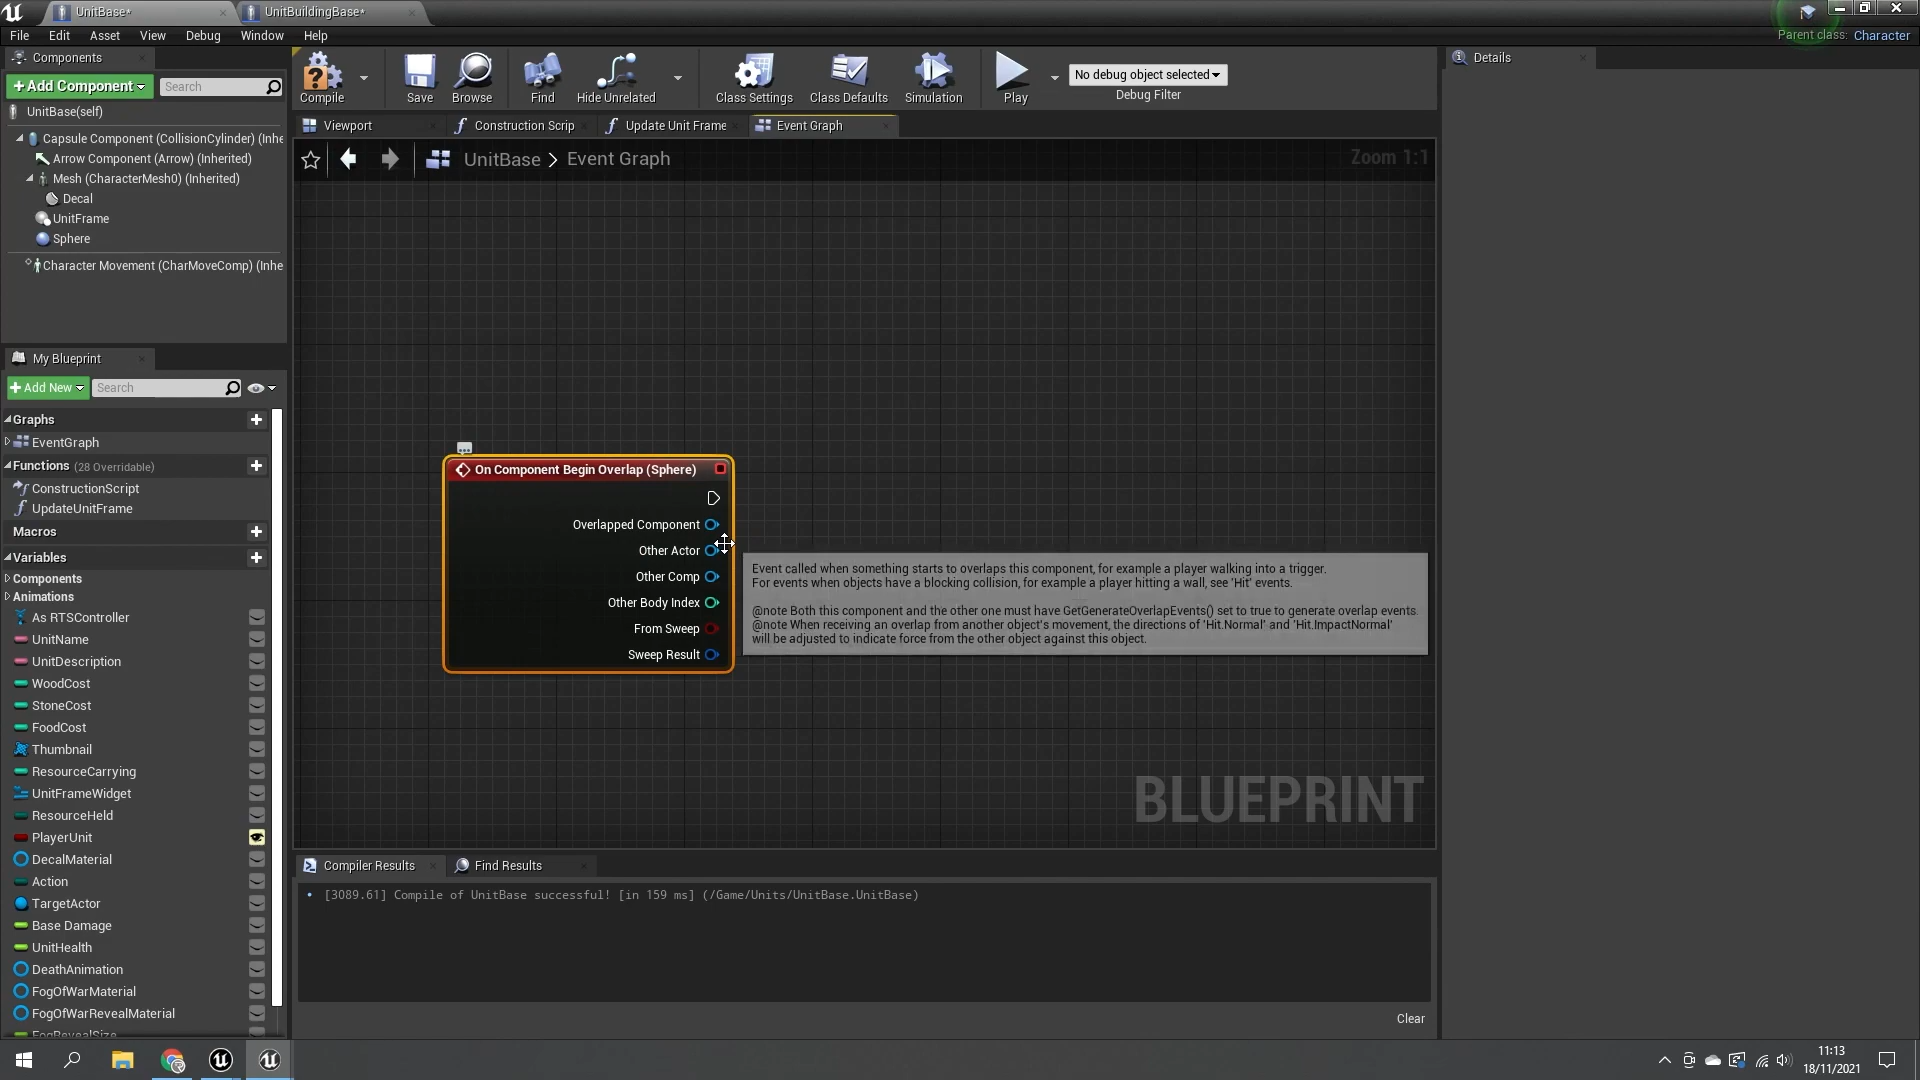 UnitBase*
UnitBuildingBase*
File Edit Asset View Debug Window Help
Parent class: Character
Components
+Add Component
Search
UnitBase(self)
Capsule Component (CollisionCylinder) (Inhe
Arrow Component (Arrow) (Inherited)
Mesh (CharacterMesh0) (Inherited)
Decal
UnitFrame
Sphere
Character Movement (CharMoveComp) (Inhe
Compile
Save
Browse
Find
Hide Unrelated
Class Settings
Class Defaults
Simulation
Play
No debug object selected
Debug Filter
Details
Viewport
Construction Scrip
Update Unit Frame
Event Graph
UnitBase > Event Graph
Zoom 1:1
My Blueprint
+Add New
Search
Graphs
EventGraph
Functions (28 Overridable)
ConstructionScript
UpdateUnitFrame
Macros
Variables
Components
Animations
As RTSController
UnitName
UnitDescription
WoodCost
StoneCost
FoodCost
Thumbnail
ResourceCarrying
UnitFrameWidget
ResourceHeld
PlayerUnit
DecalMaterial
Action
TargetActor
Base Damage
UnitHealth
DeathAnimation
FogOfWarMaterial
FogOfWarRevealMaterial
FogRevealSize
On Component Begin Overlap (Sphere)
Overlapped Component
Other Actor
Other Comp
Other Body Index
From Sweep
Sweep Result
Event called when something starts to overlaps this component, for example a player walking into a trigger.
For events when objects have a blocking collision, for example a player hitting a wall, see 'Hit' events.
@note Both this component and the other one must have GetGenerateOverlapEvents() set to true to generate overlap events.
@note When receiving an overlap from another object's movement, the directions of 'Hit.Normal' and 'Hit.ImpactNormal'
will be adjusted to indicate force from the other object against this object.
BLUEPRINT
Compiler Results
Find Results
[3089.61] Compile of UnitBase successful! [in 159 ms] (/Game/Units/UnitBase.UnitBase)
Clear
11:13
18/11/2021